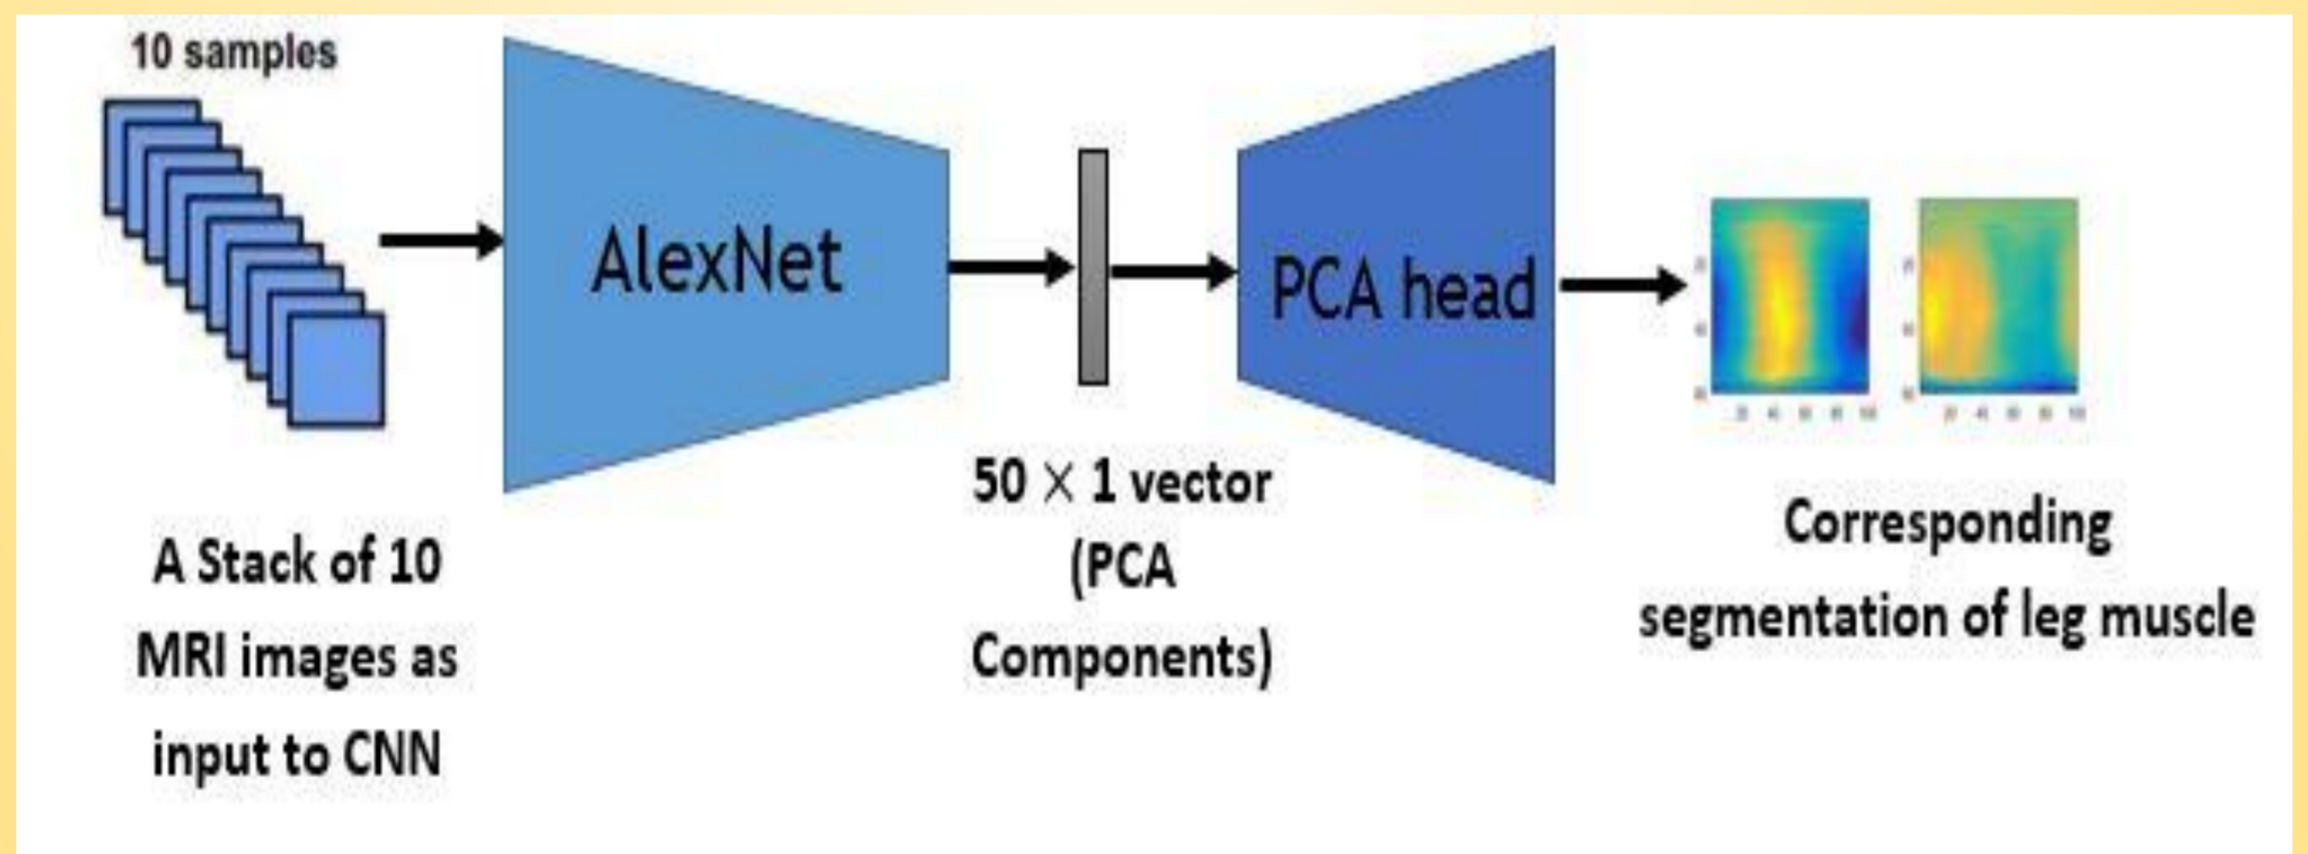 10 samples
AlexNet
PCA head
50 × 1 vector
(PCA
Components)
A Stack of 10
MRI images as
input to CNN
Corresponding
segmentation of leg muscle